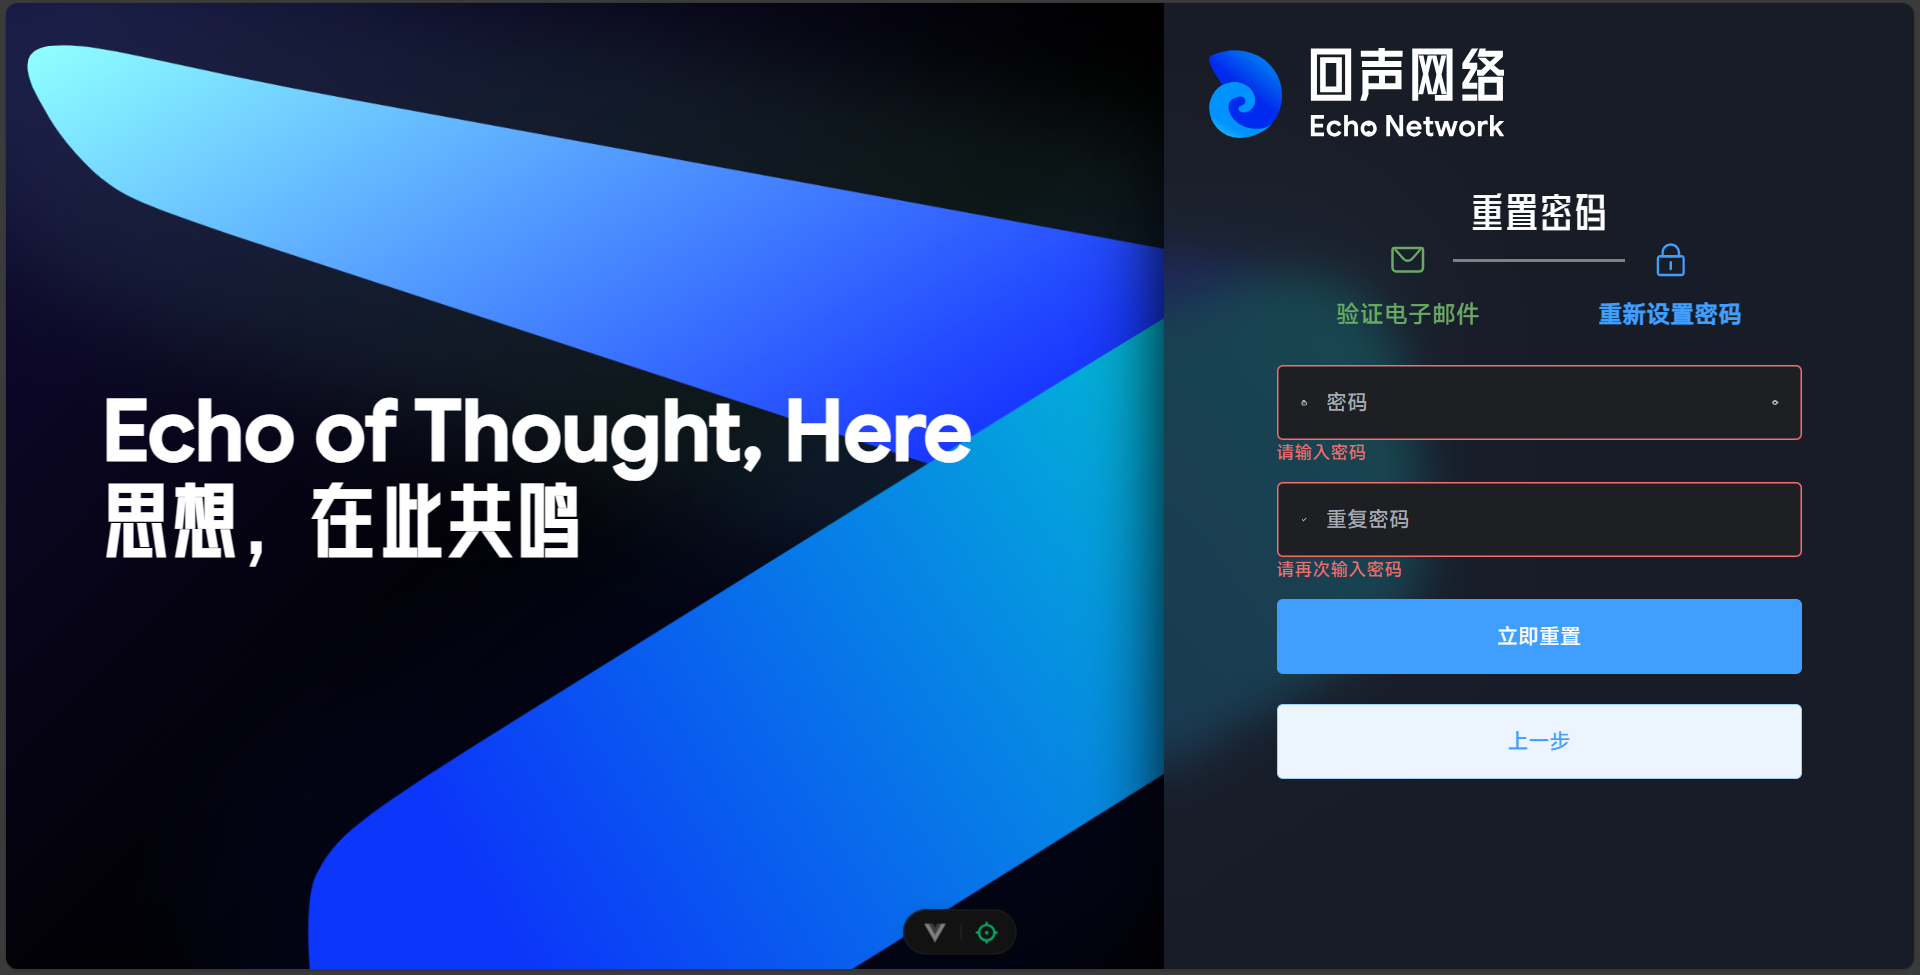 Echo of Thought, Here
思想，在此共鸣
回声网络
Echo Network
重置密码
验证电子邮件
重新设置密码
密码
请输入密码
重复密码
请再次输入密码
立即重置
上一步